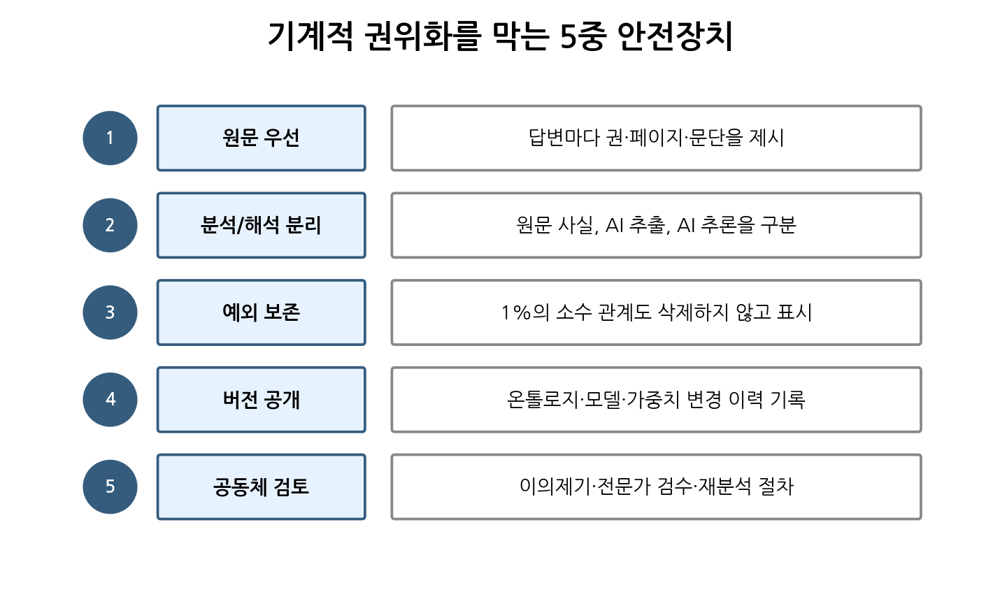 기계적 권위화를 막는 5중 안전장치
1
원문 우선
답변마다 권·페이지·문단을 제시
2
분석/해석 분리
원문 사실, AI 추출, AI 추론을 구분
3
예외 보존
1%의 소수 관계도 삭제하지 않고 표시
4
버전 공개
온톨로지·모델·가중치 변경 이력 기록
5
공동체 검토
이의제기·전문가 검수·재분석 절차